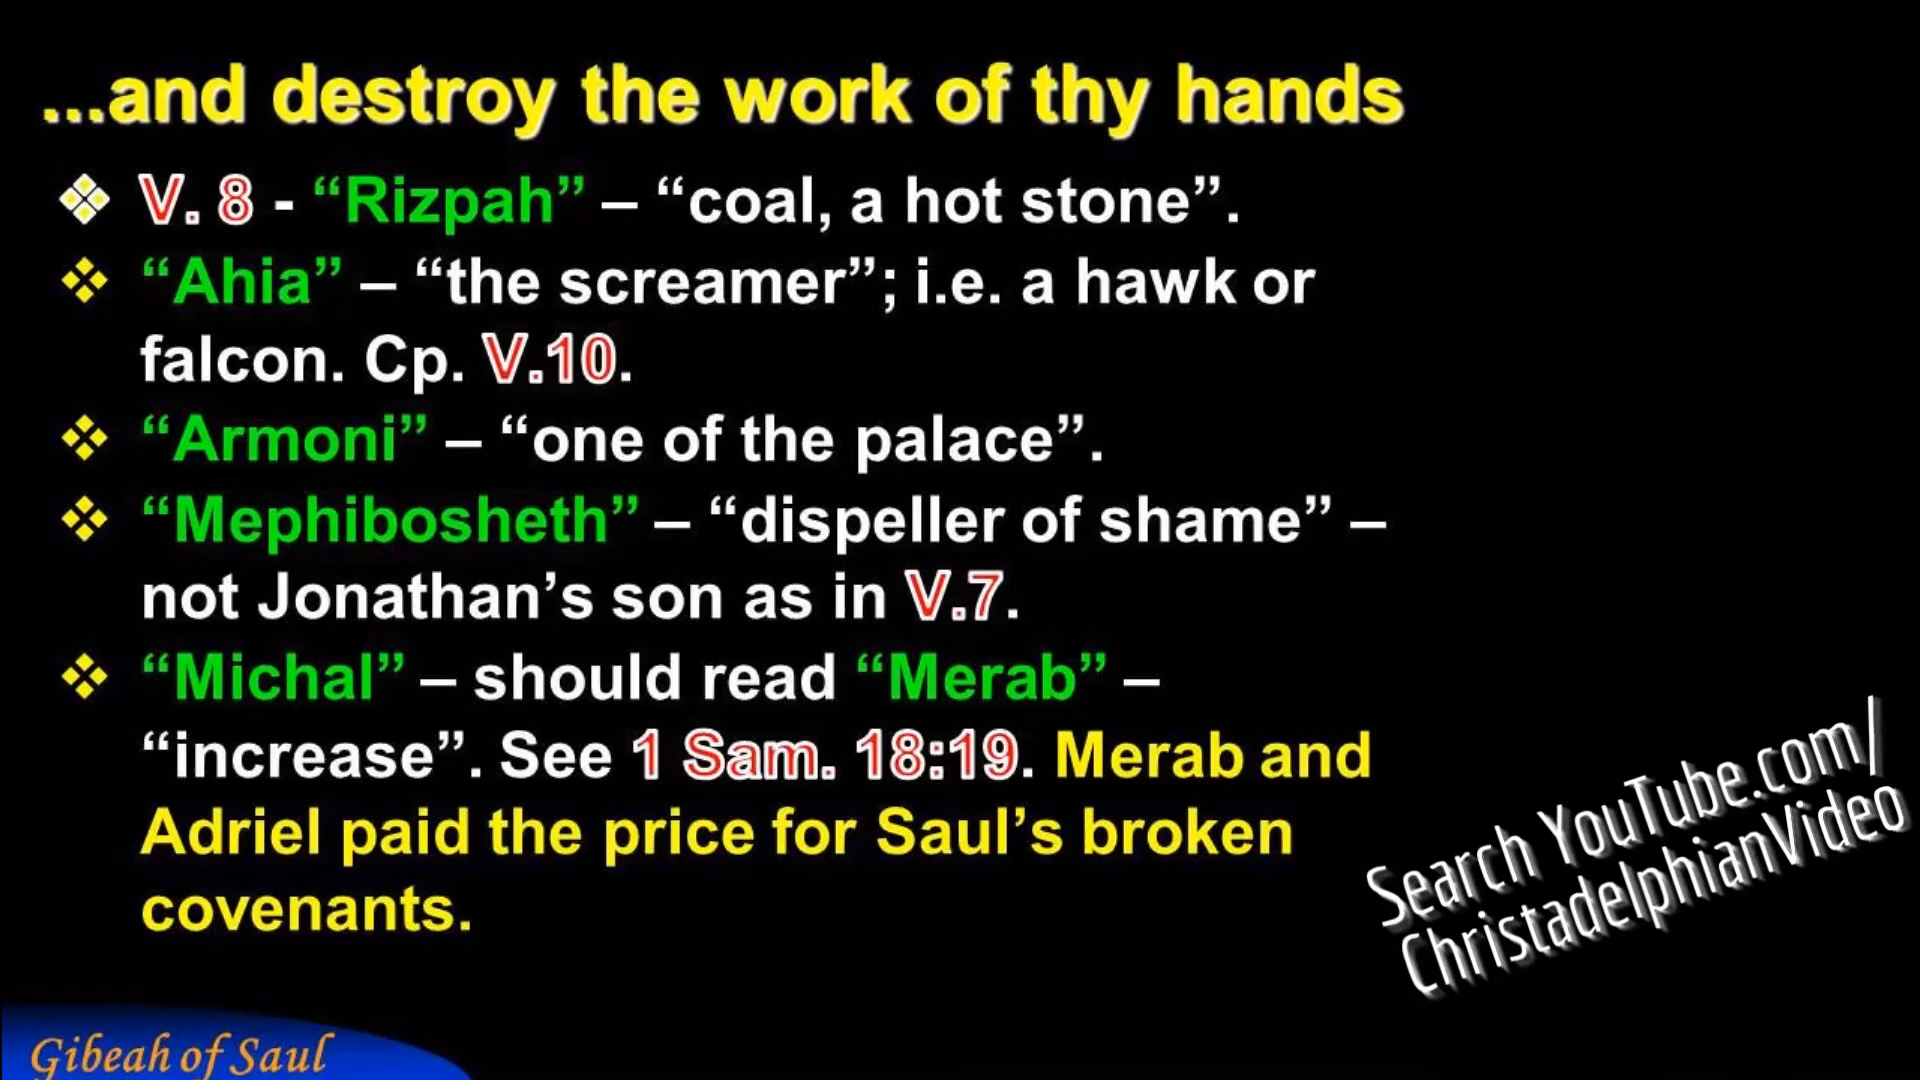 ...and destroy the work of thy hands
V. 8 - “Rizpah” – “coal, a hot stone”.
“Ahia” – “the screamer”; i.e. a hawk or
falcon. Cp. V.10.
“Armoni” – “one of the palace”.
“Mephibosheth” – “dispeller of shame” –
not Jonathan’s son as in V.7.
“Michal” – should read “Merab” –
“increase”. See 1 Sam. 18:19. Merab and
Adriel paid the price for Saul’s broken
covenants.
Search YouTube.com/
ChristadelphianVideo
Gibeah of Saul